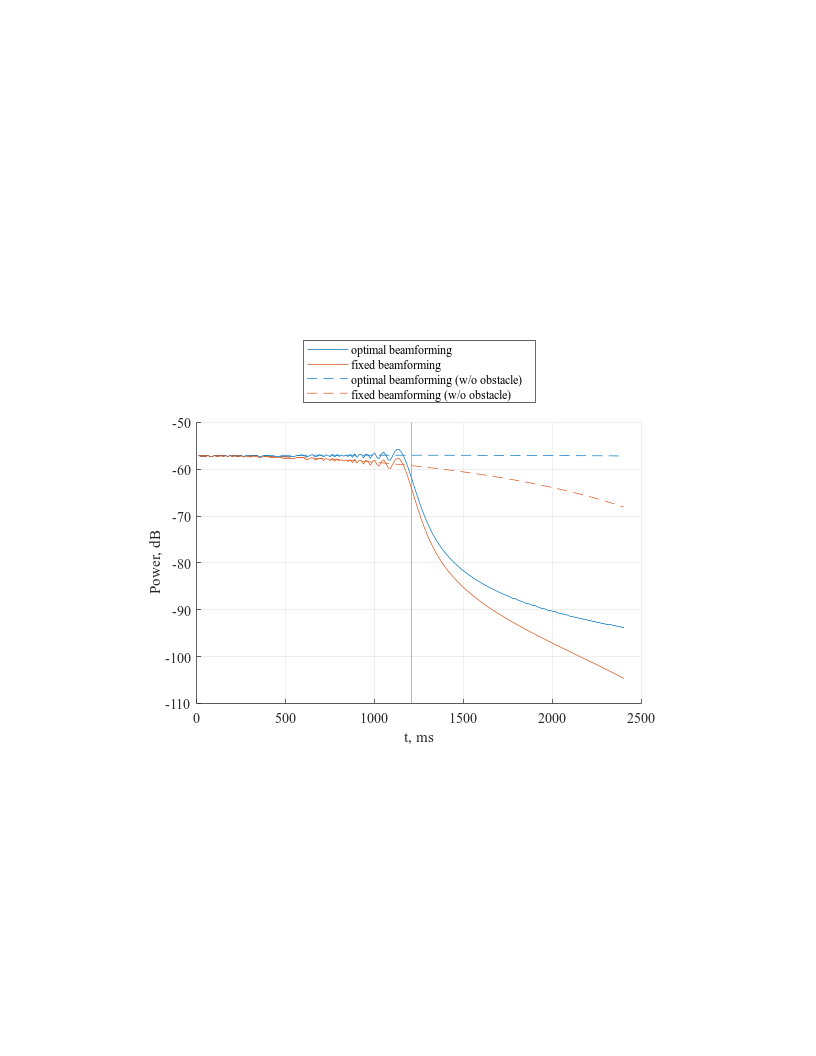 optimal beamforming
fixed beamforming
optimal beamforming (w/o obstacle)
fixed beamforming (w/o obstacle)
-50
-60
-70
-80
-90
-100
-110
Power, dB
0 500 1000 1500 2000 2500
t, ms